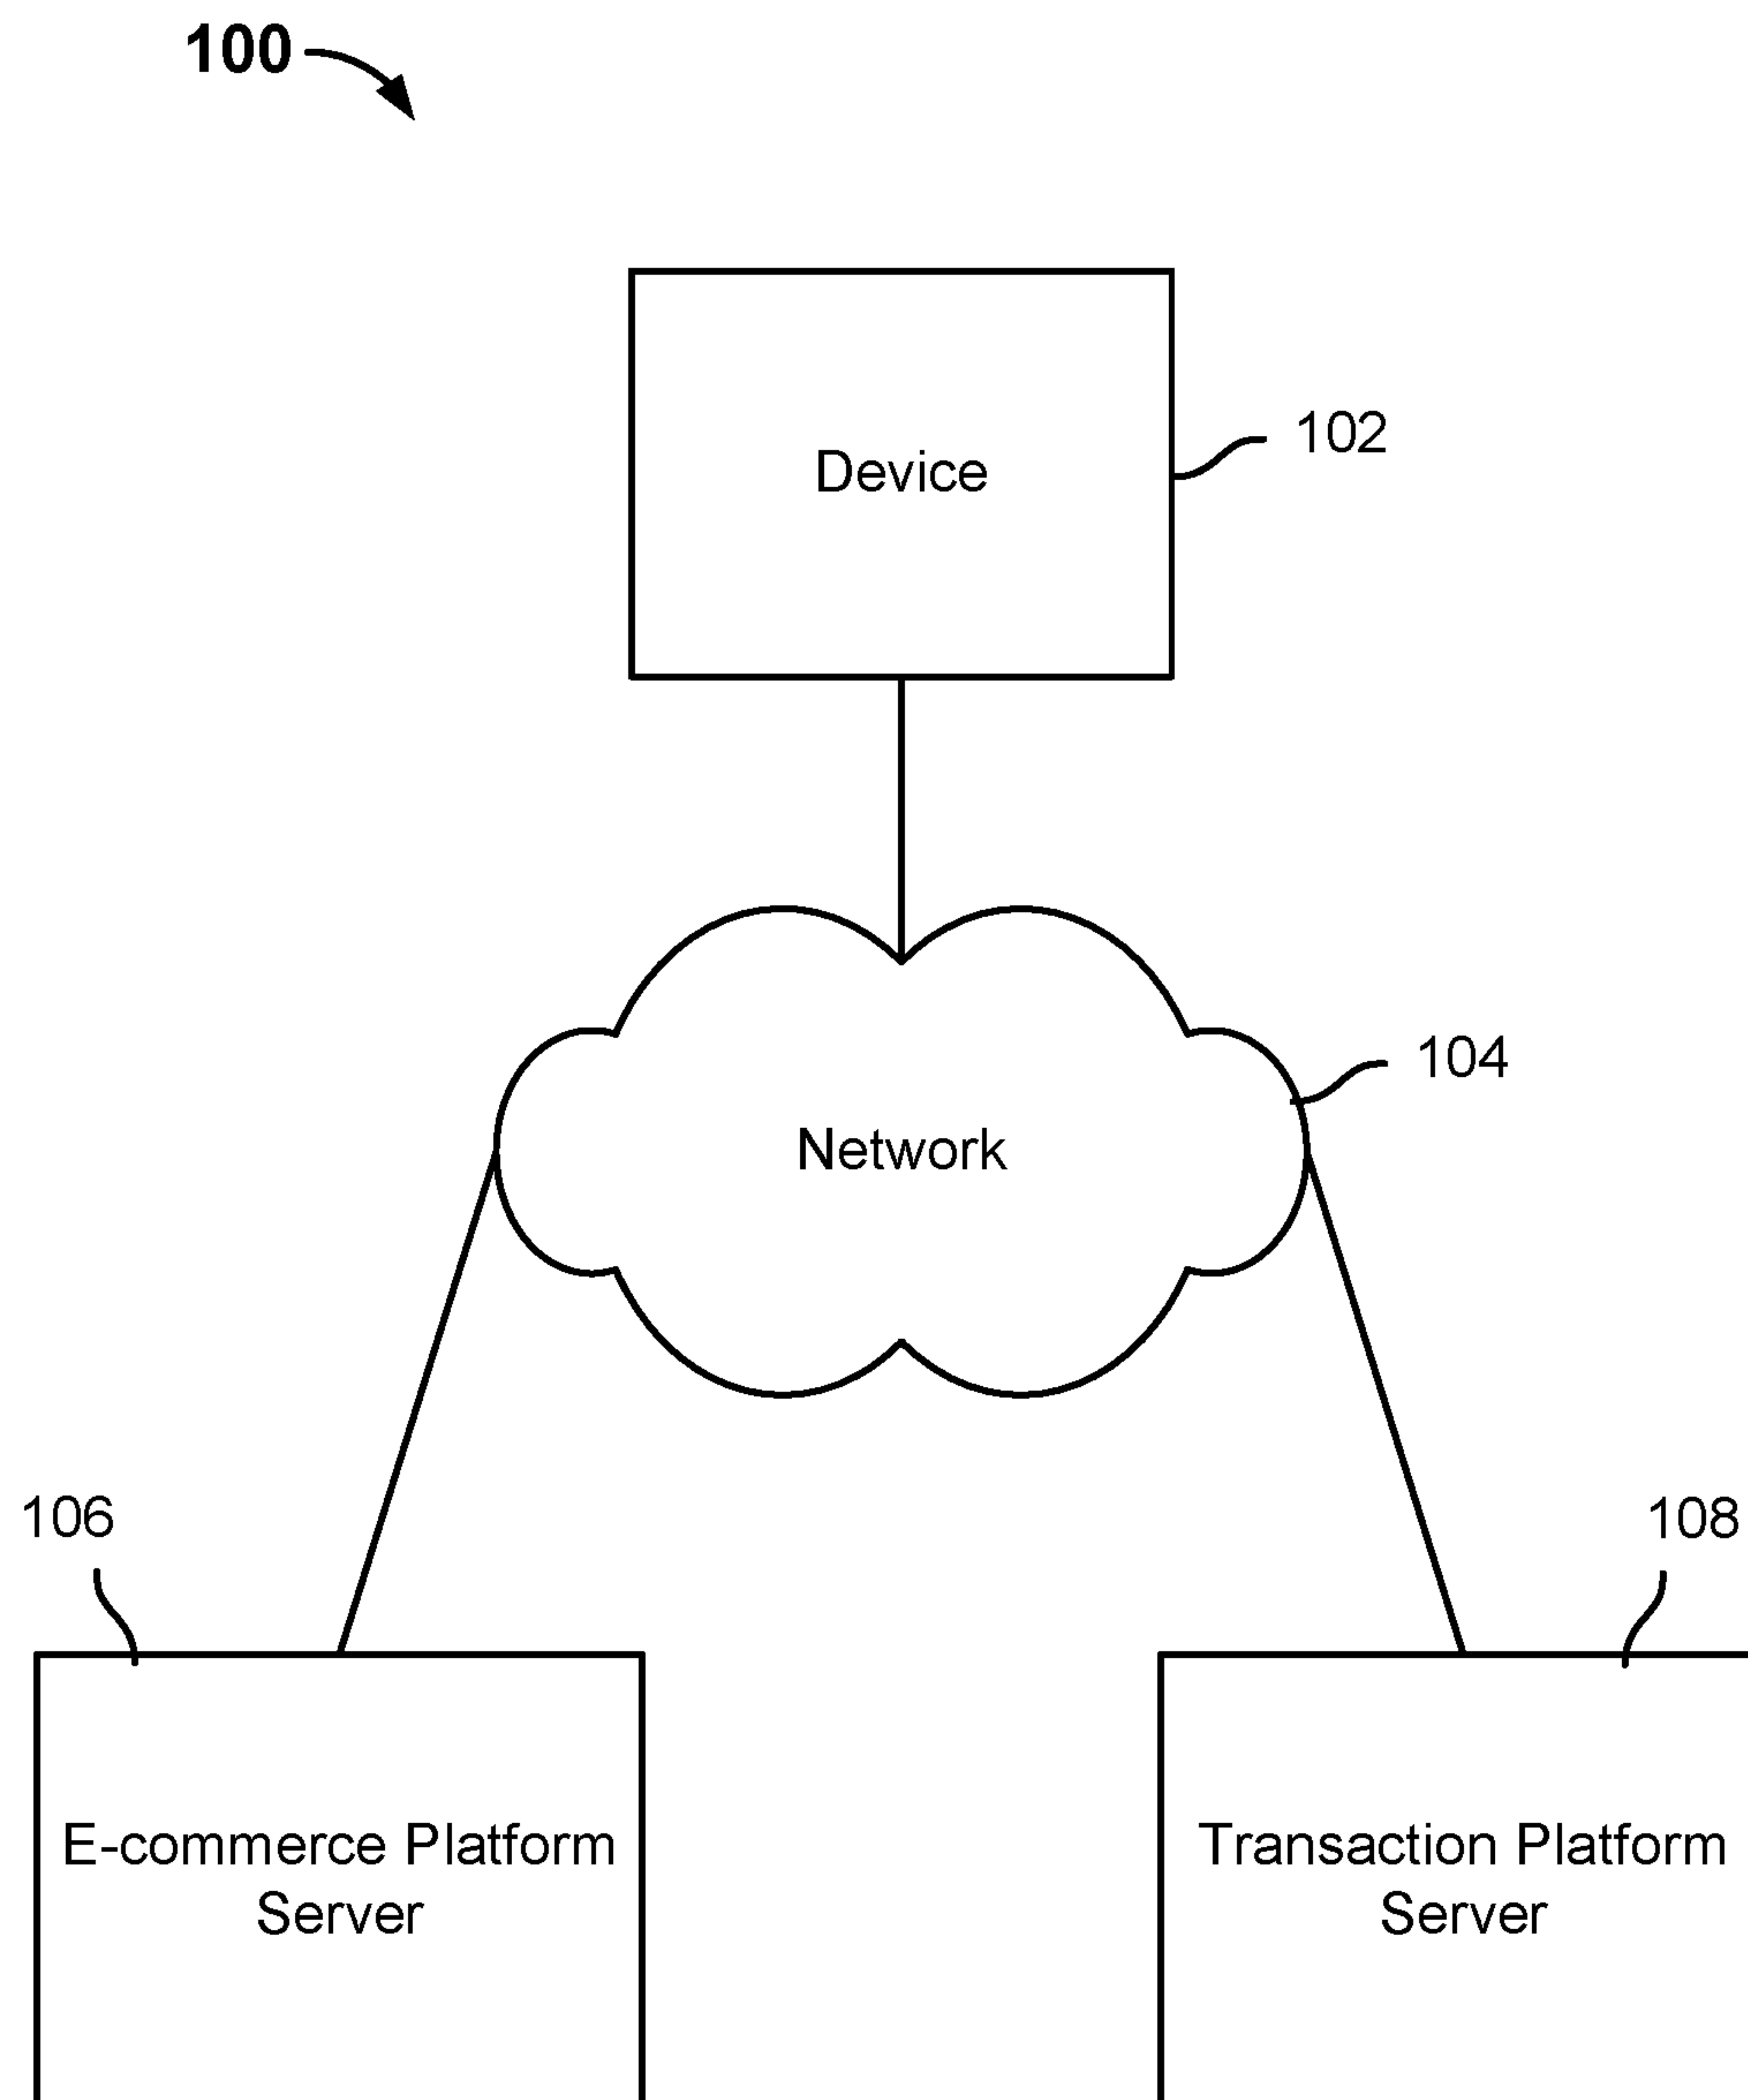 100
Device
102
104
Network
106
108
E-commerce Platform
Server
Transaction Platform
Server